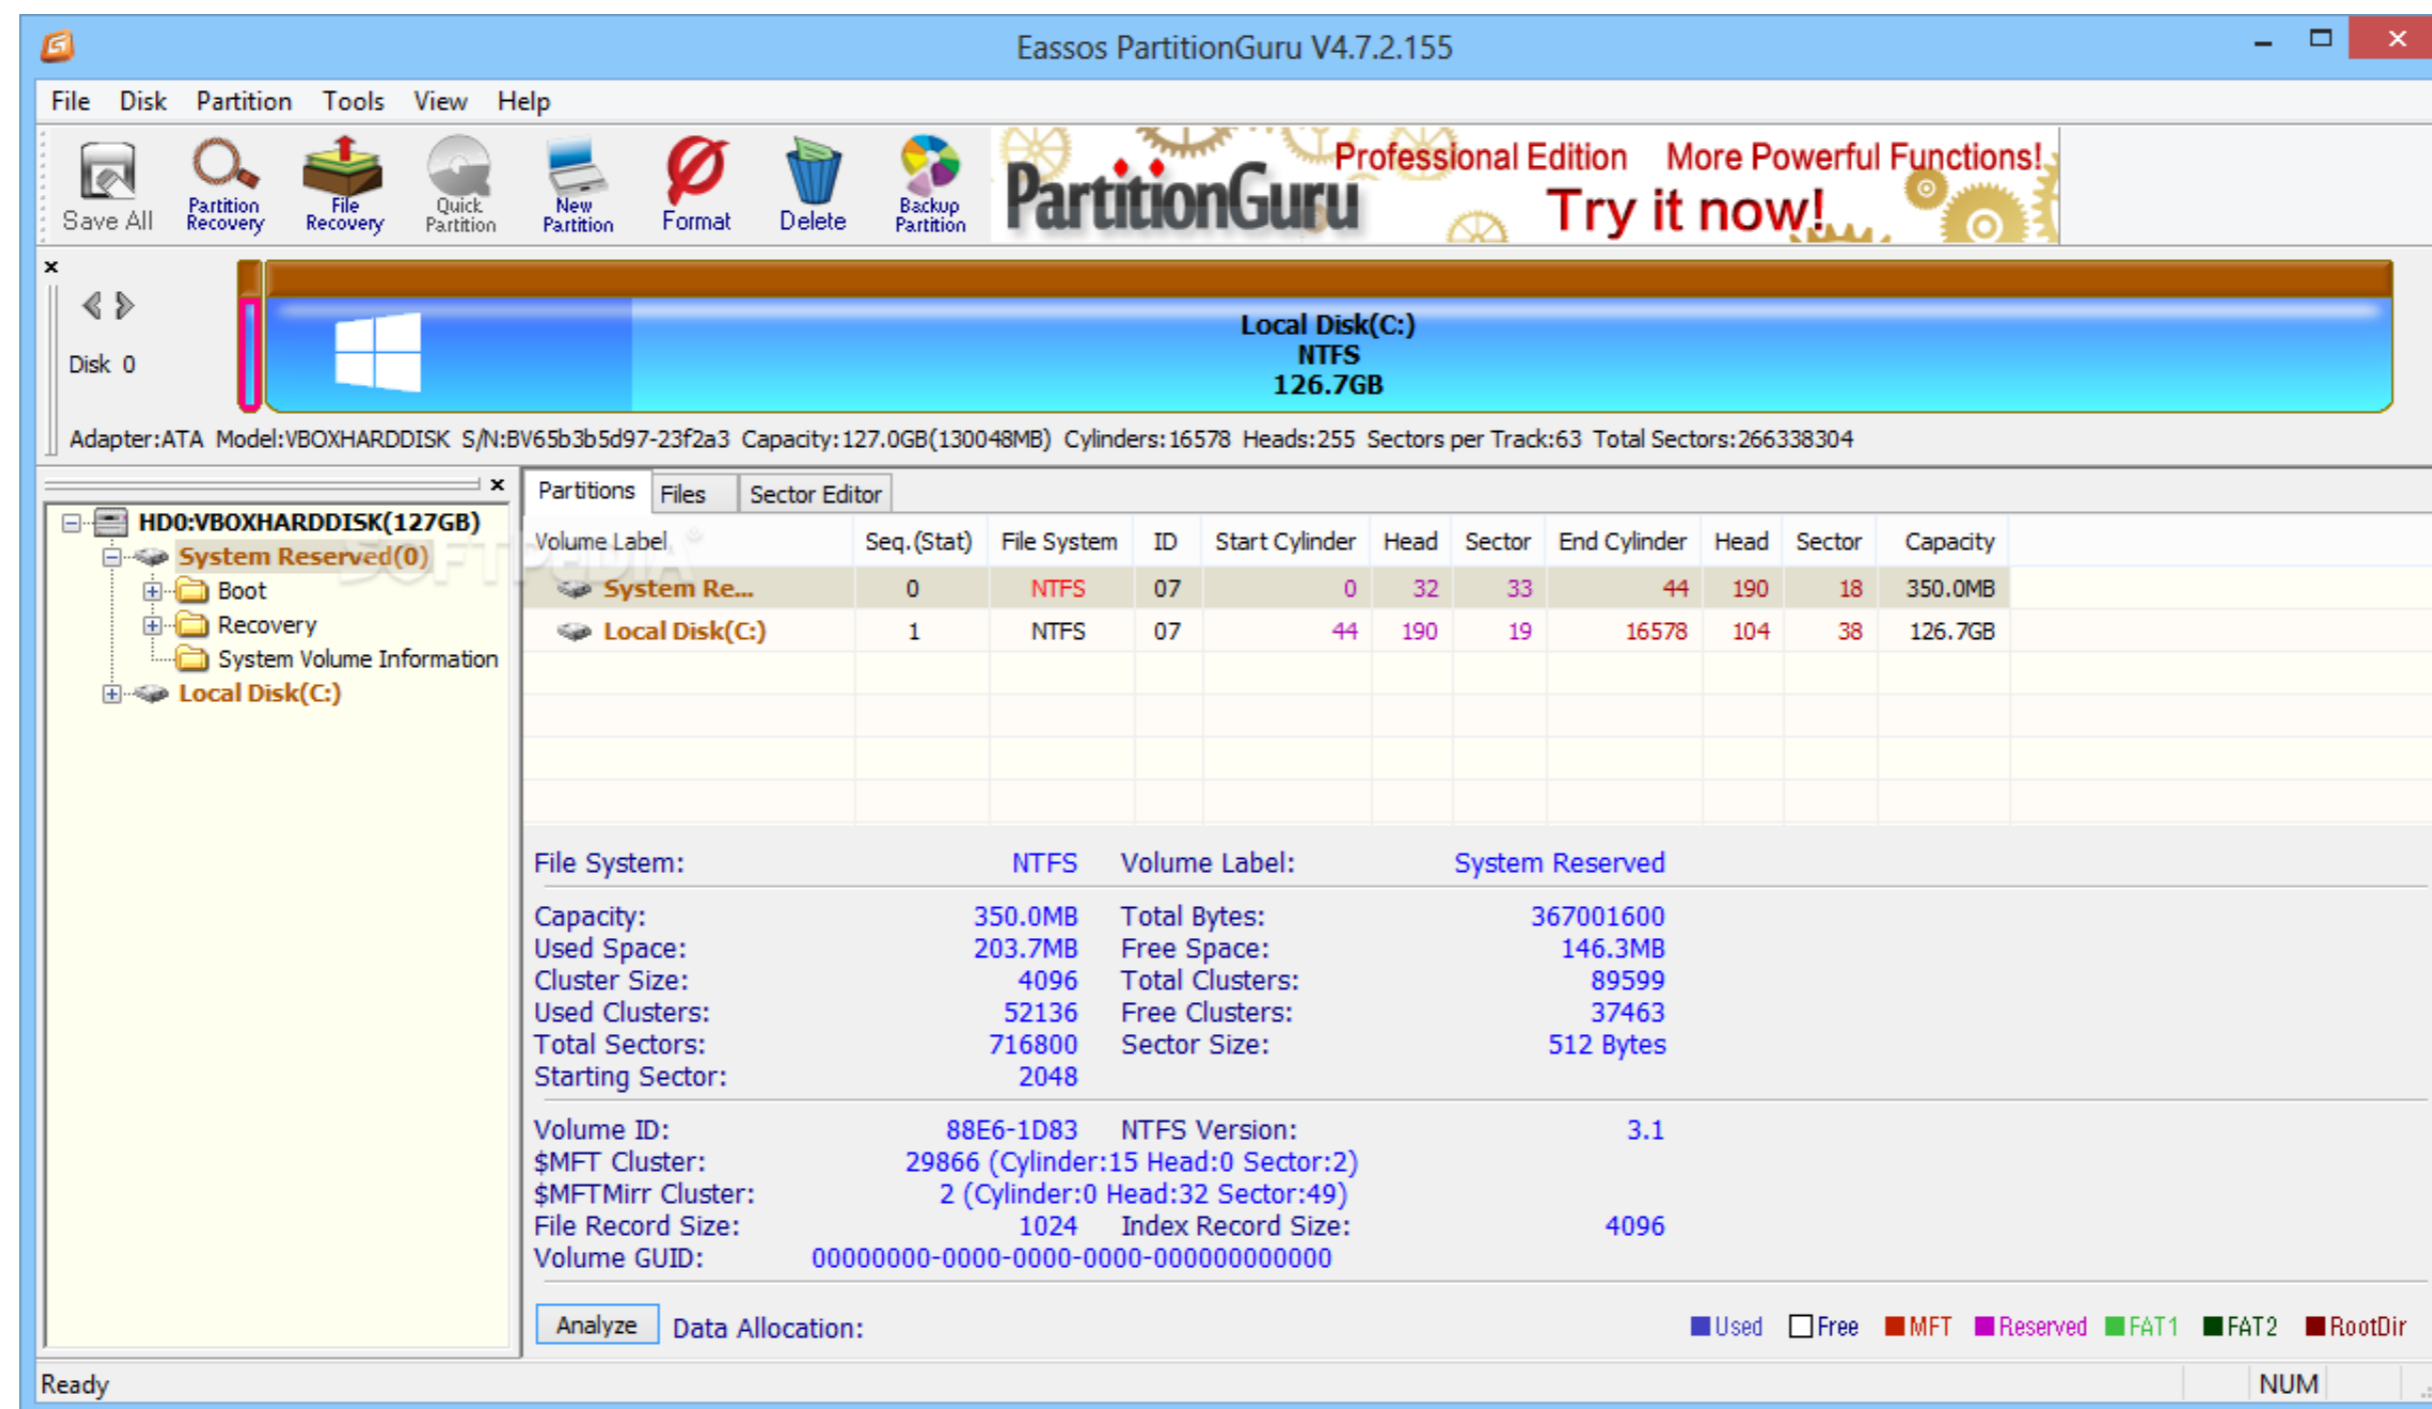 Eassos PartitionGuru V4.7.2.155
File Disk Partition Tools View Help
Save All Partition Recovery File Recovery Quick Partition New Partition Format Delete Backup Partition
PartitionGuru Professional Edition More Powerful Functions!
Try it now!
Disk 0
Local Disk(C:)
NTFS
126.7GB
Adapter:ATA Model:VBOXHARDDISK S/N:BV65b3b5d97-23f2a3 Capacity:127.0GB(130048MB) Cylinders:16578 Heads:255 Sectors per Track:63 Total Sectors:266338304
HD0:VBOXHARDDISK(127GB)
System Reserved(0)
Boot
Recovery
System Volume Information
Local Disk(C:)
SOFTPEDIA
Partitions Files Sector Editor
Volume Label Seq.(Stat) File System ID Start Cylinder Head Sector End Cylinder Head Sector Capacity
System Re... 0 NTFS 07 0 32 33 44 190 18 350.0MB
Local Disk(C:) 1 NTFS 07 44 190 19 16578 104 38 126.7GB
File System: NTFS Volume Label: System Reserved
Capacity: 350.0MB Total Bytes: 367001600
Used Space: 203.7MB Free Space: 146.3MB
Cluster Size: 4096 Total Clusters: 89599
Used Clusters: 52136 Free Clusters: 37463
Total Sectors: 716800 Sector Size: 512 Bytes
Starting Sector: 2048
Volume ID: 88E6-1D83 NTFS Version: 3.1
$MFT Cluster: 29866 (Cylinder:15 Head:0 Sector:2)
$MFTMirr Cluster: 2 (Cylinder:0 Head:32 Sector:49)
File Record Size: 1024 Index Record Size: 4096
Volume GUID: 00000000-0000-0000-0000-000000000000
Analyze Data Allocation: Used Free MFT Reserved FAT1 FAT2 RootDir
Ready NUM